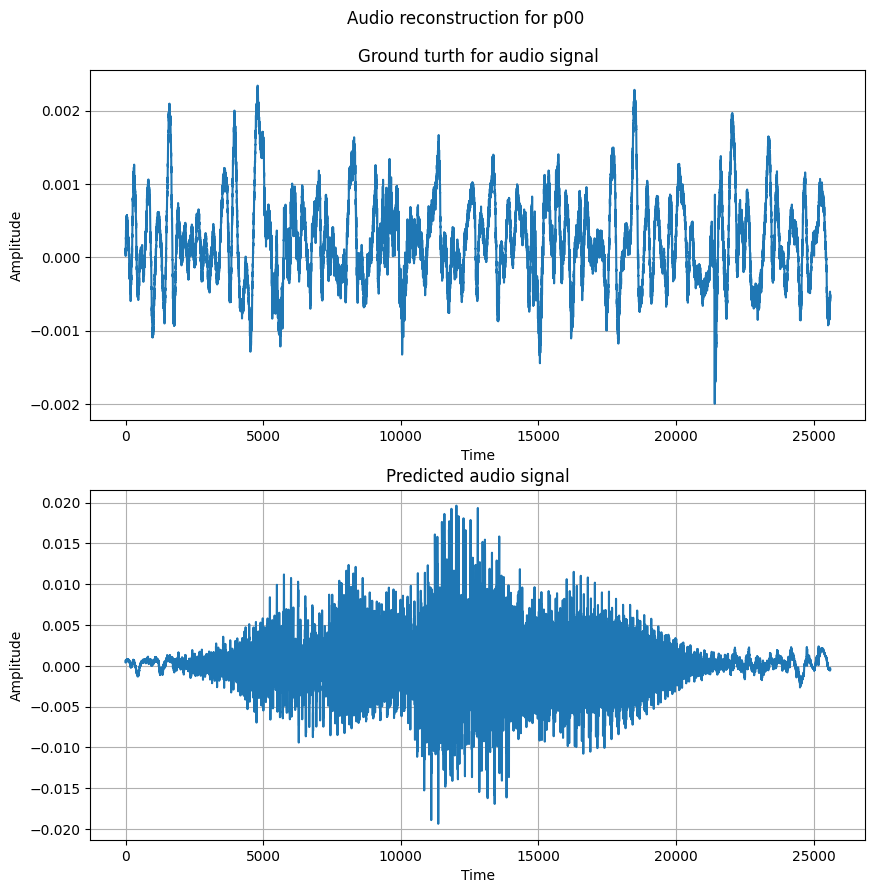 Audio reconstruction for p00
Ground turth for audio signal
0.002
0.001
0.000
−0.001
−0.002
Amplitude
0 5000 10000 15000 20000 25000
Time
Predicted audio signal
0.020
0.015
0.010
0.005
0.000
−0.005
−0.010
−0.015
−0.020
Amplitude
0 5000 10000 15000 20000 25000
Time